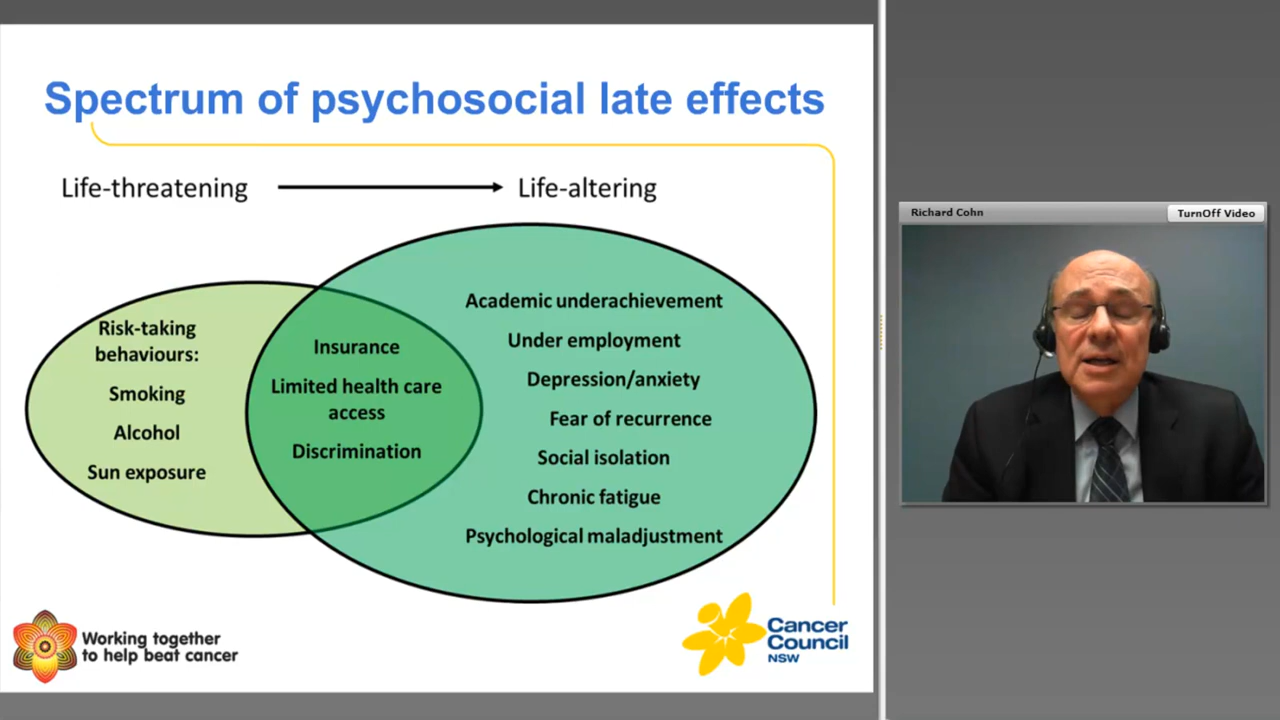 Spectrum of psychosocial late effects
Life-threatening
Life-altering
Risk-taking
behaviours:
Smoking
Alcohol
Sun exposure
Insurance
Limited health care
access
Discrimination
Academic underachievement
Under employment
Depression/anxiety
Fear of recurrence
Social isolation
Chronic fatigue
Psychological maladjustment
Working together
to help beat cancer
Cancer
Council
NSW
Richard Cohn
TurnOff Video